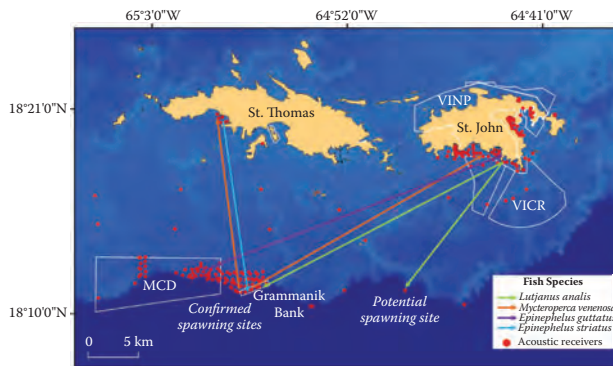 65°3'0"W 64°52'0"W 64°41'0"W
18°21'0"N
St. Thomas
VINP
St. John
VICR
MCD
Grammanik
Bank
Confirmed
spawning sites
Potential
spawning site
18°10'0"N
0 5 km
Fish Species
Lutjanus analis
Mycteroperca venenosa
Epinephelus guttatus
Epinephelus striatus
Acoustic receivers